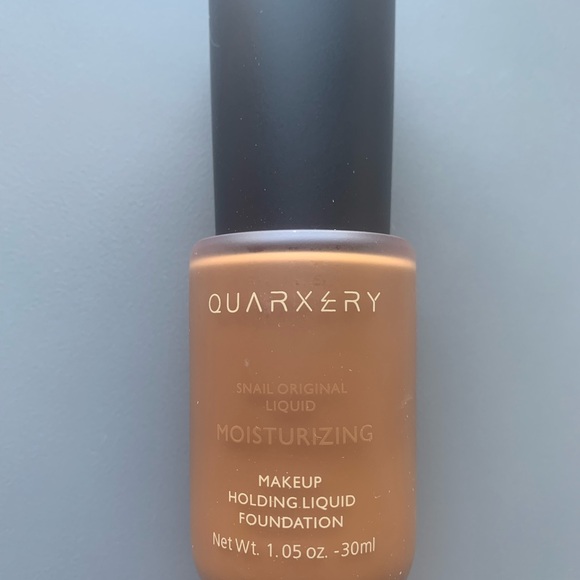 QUARXERY
SNAIL ORIGINAL
LIQUID
MOISTURIZING
MAKEUP
HOLDING LIQUID
FOUNDATION
Net Wt. 1.05 oz. -30ml